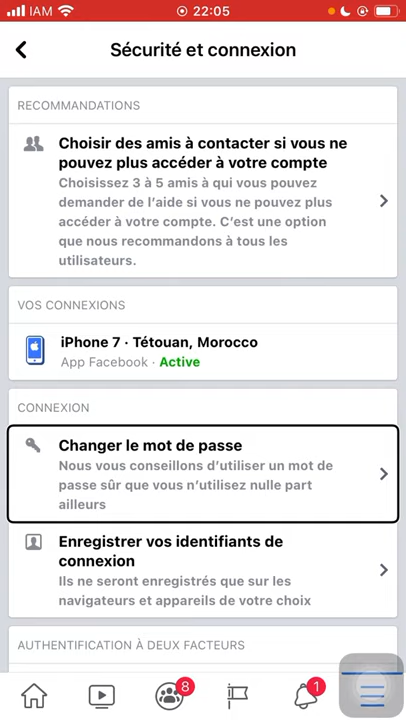 IAM 22:05
Sécurité et connexion
RECOMMANDATIONS
Choisir des amis à contacter si vous ne
pouvez plus accéder à votre compte
Choisissez 3 à 5 amis à qui vous pouvez
demander de l'aide si vous ne pouvez plus
accéder à votre compte. C'est une option
que nous recommandons à tous les
utilisateurs.
VOS CONNEXIONS
iPhone 7 · Tétouan, Morocco
App Facebook · Active
CONNEXION
Changer le mot de passe
Nous vous conseillons d'utiliser un mot de
passe sûr que vous n'utilisez nulle part
ailleurs
Enregistrer vos identifiants de
connexion
Ils ne seront enregistrés que sur les
navigateurs et appareils de votre choix
AUTHENTIFICATION À DEUX FACTEURS
8 1